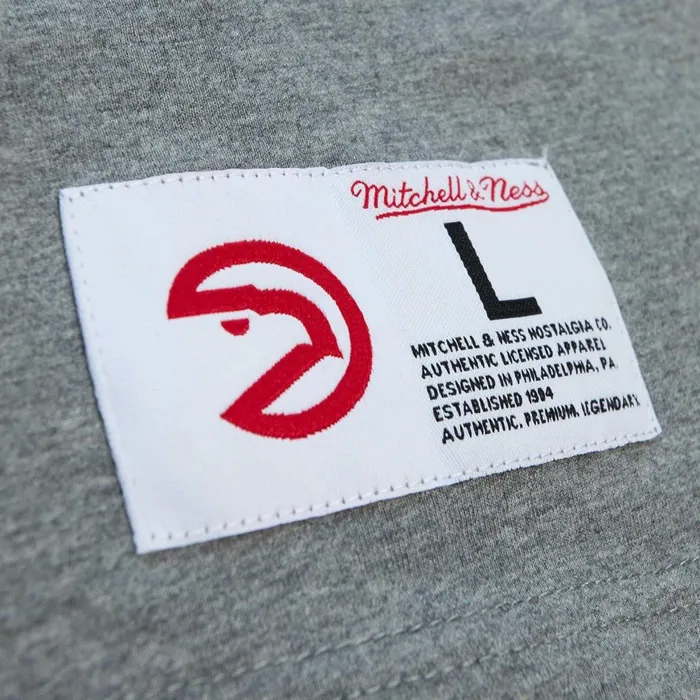 Mitchell & Ness
L
MITCHELL & NESS NOSTALGIA CO.
AUTHENTIC LICENSED APPAREL
DESIGNED IN PHILADELPHIA, PA
ESTABLISHED 1904
AUTHENTIC. PREMIUM. LEGENDARY.